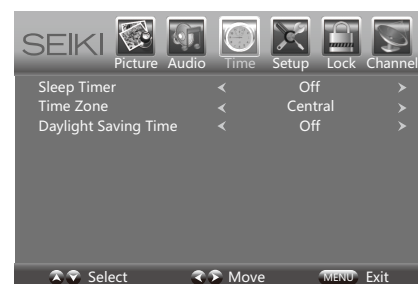 SEIKI
Picture Audio Time Setup Lock Channel
Sleep Timer Off
Time Zone Central
Daylight Saving Time Off
Select Move MENU Exit